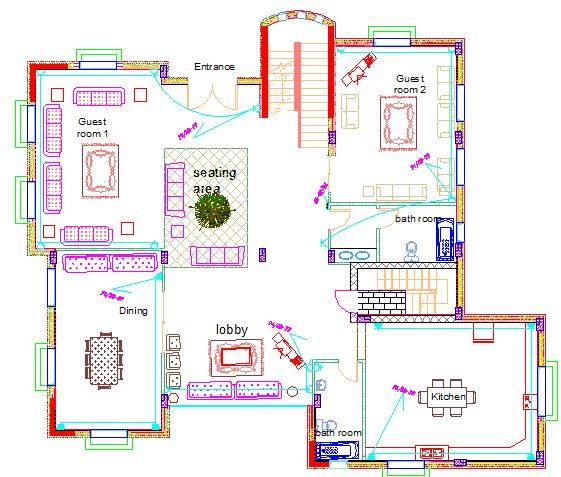 Entrance
Guest
room 2
Guest
room 1
seating
area
bath room
Dining
lobby
Kitchen
bath room